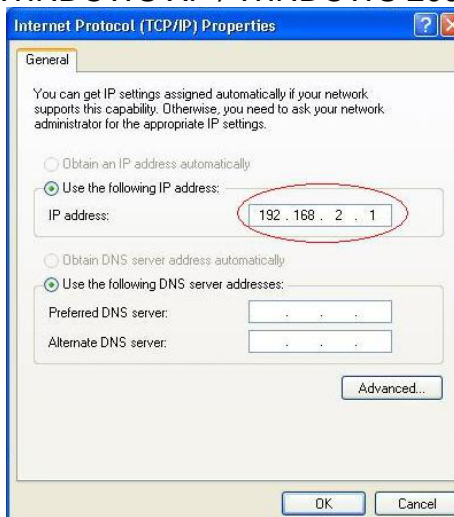 Internet Protocol (TCP/IP) Properties
General
You can get IP settings assigned automatically if your network
supports this capability. Otherwise, you need to ask your network
administrator for the appropriate IP settings.
Obtain an IP address automatically
Use the following IP address:
IP address: 192 . 168 . 2 . 1
Obtain DNS server address automatically
Use the following DNS server addresses:
Preferred DNS server: . . .
Alternate DNS server: . . .
Advanced...
OK Cancel